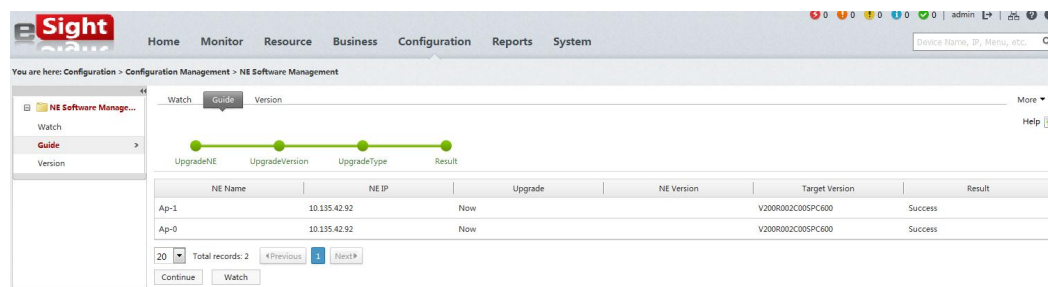 eSight
0 0 0 0 0 | admin
Home Monitor Resource Business Configuration Reports System
Device Name, IP, Menu, etc.
You are here: Configuration > Configuration Management > NE Software Management
NE Software Manage...
Watch
Guide >
Version
Watch Guide Version
More
Help
UpgradeNE UpgradeVersion UpgradeType Result
NE Name NE IP Upgrade NE Version Target Version Result
Ap-1 10.135.42.92 Now V200R002C00SPC600 Success
Ap-0 10.135.42.92 Now V200R002C00SPC600 Success
20 Total records: 2 Previous 1 Next
Continue Watch